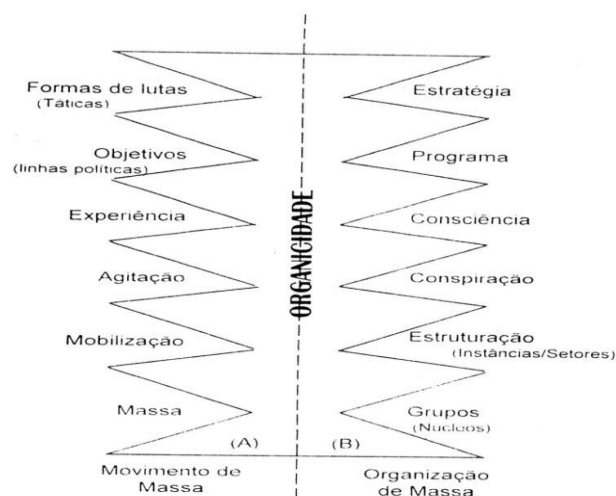 Formas de lutas
(Táticas)
Objetivos
(linhas políticas)
Experiência
Agitação
Mobilização
Massa
(A)
Movimento de
Massa
ORGANICIDADE
Estratégia
Programa
Consciência
Conspiração
Estruturação
(Instâncias/Setores)
Grupos
(Núcleos)
(B)
Organização
de Massa